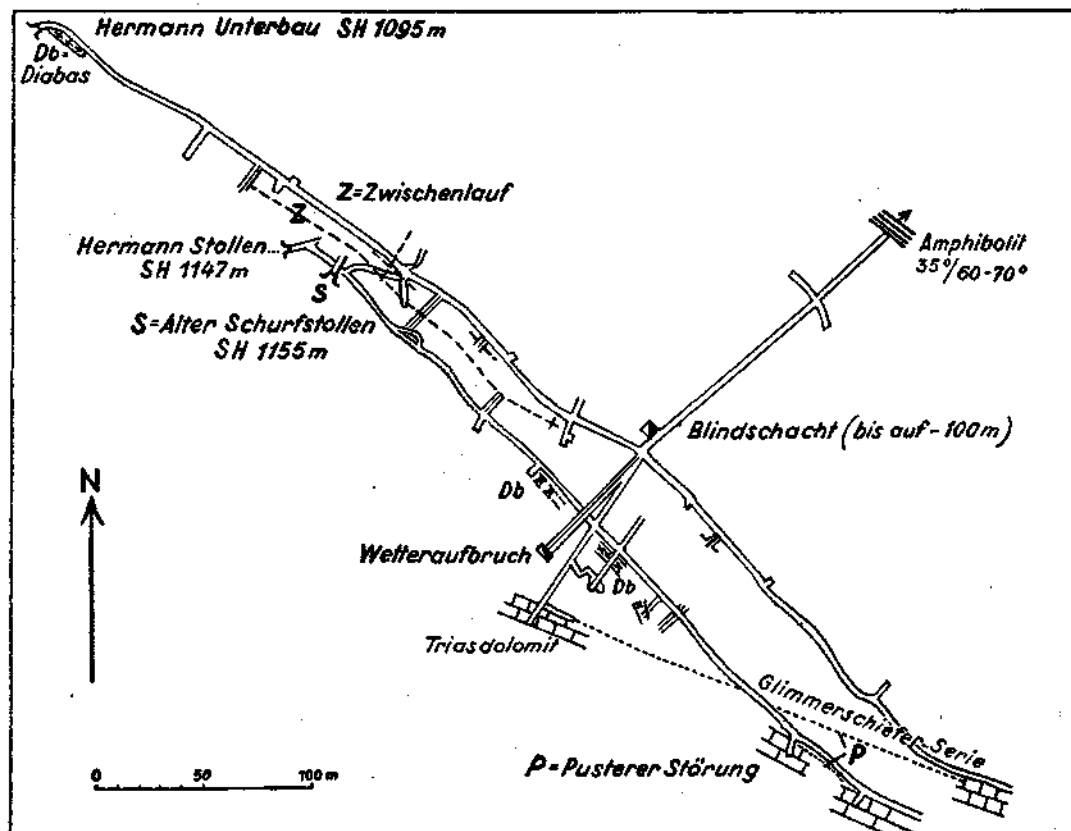 Hermann Unterbau SH 1095 m
Db=
Diabas
Z=Zwischenlauf
Z
Hermann Stollen...
SH 1147 m
S
S=Alter Schurfstollen
SH 1155 m
Amphibolit
35°/60-70°
Blindschacht (bis auf - 100 m)
N
Db
Wetteraufbruch
Db
Triasdolomit
Glimmerschiefer-Serie
P
P=Pusterer Störung
0 50 100 m